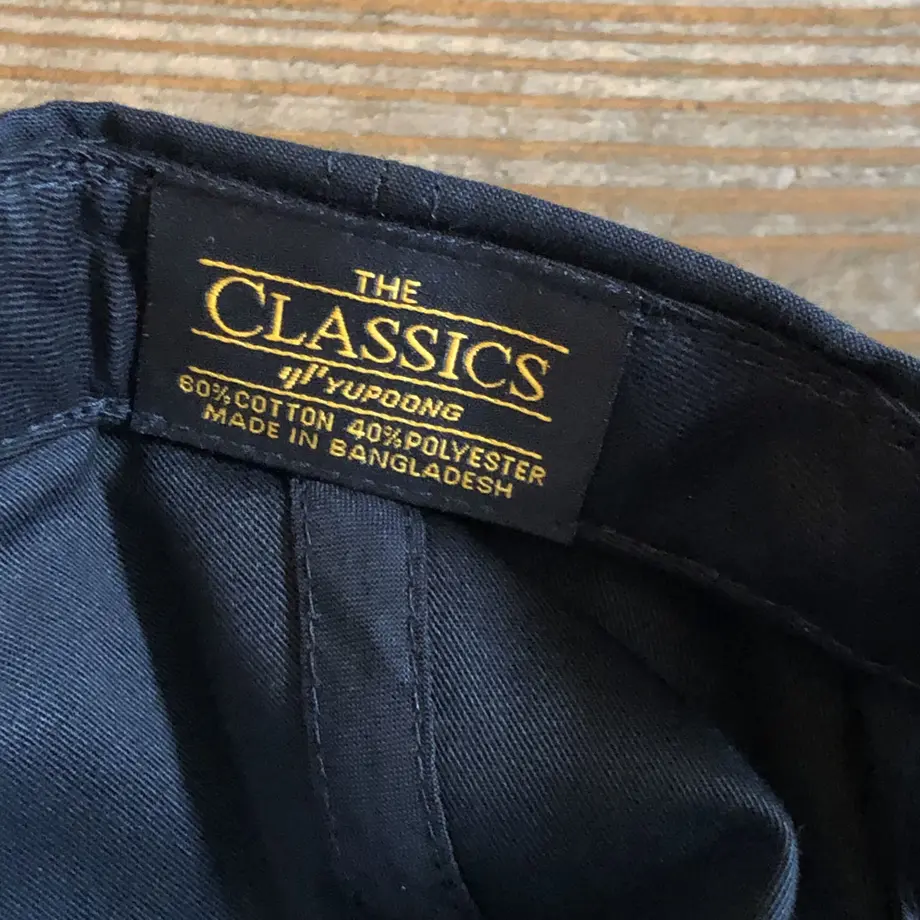 THE
CLASSICS
YUPOONG
60% COTTON 40% POLYESTER
MADE IN BANGLADESH